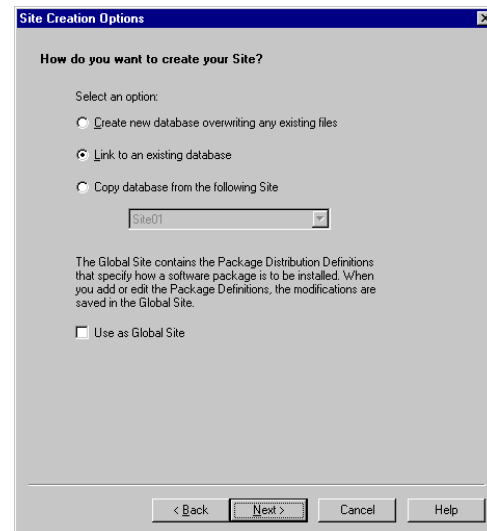 Site Creation Options
How do you want to create your Site?
Select an option:
Create new database overwriting any existing files
Link to an existing database
Copy database from the following Site
Site01
The Global Site contains the Package Distribution Definitions
that specify how a software package is to be installed. When
you add or edit the Package Definitions, the modifications are
saved in the Global Site.
Use as Global Site
< Back Next > Cancel Help